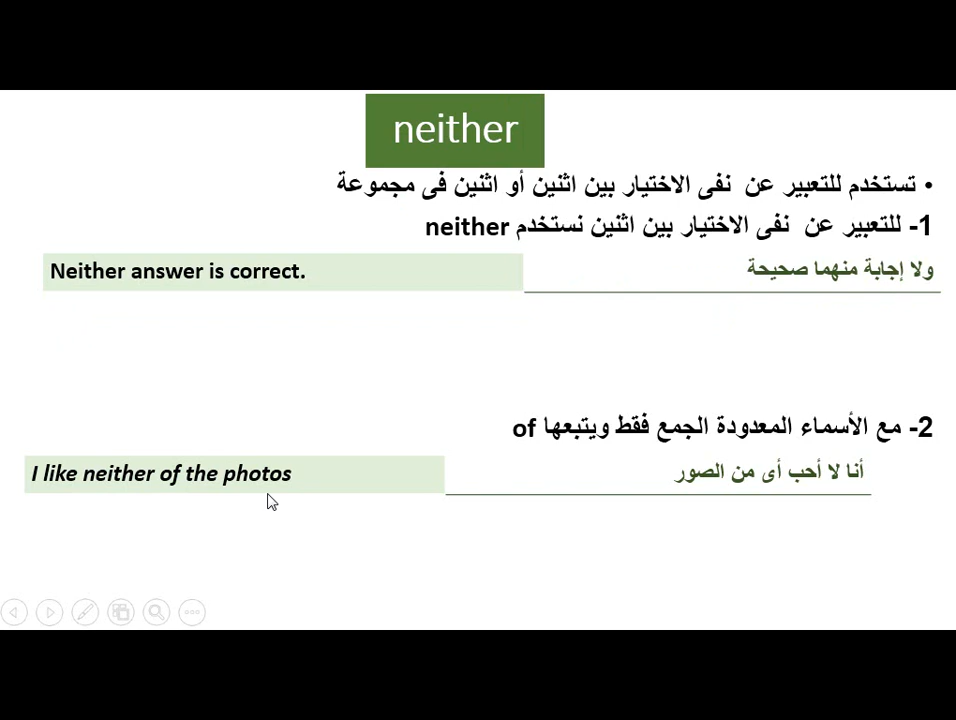 neither
• تستخدم للتعبير عن نفى الاختيار بين اثنين أو اثنين فى مجموعة
1- للتعبير عن نفى الاختيار بين اثنين نستخدم neither
Neither answer is correct.
ولا إجابة منهما صحيحة
2- مع الأسماء المعدودة الجمع فقط ويتبعها of
I like neither of the photos
أنا لا أحب أى من الصور